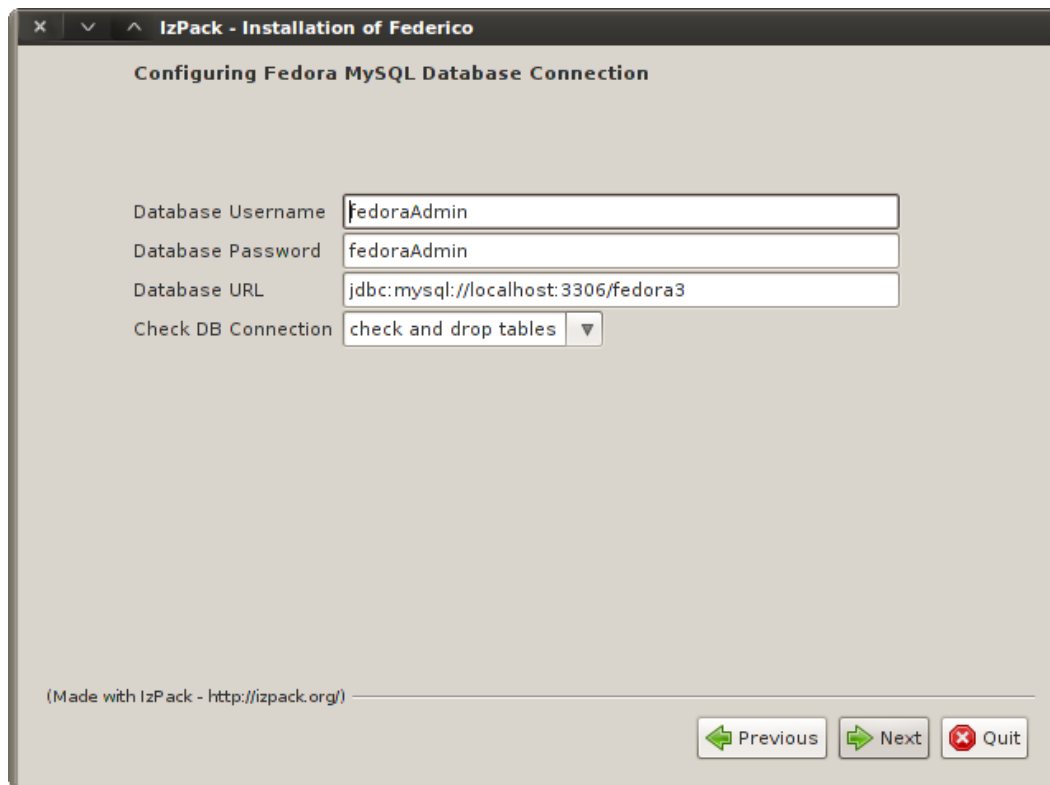 IzPack - Installation of Federico
Configuring Fedora MySQL Database Connection
Database Username fedoraAdmin
Database Password fedoraAdmin
Database URL jdbc:mysql://localhost:3306/fedora3
Check DB Connection check and drop tables
(Made with IzPack - http://izpack.org/)
Previous Next Quit